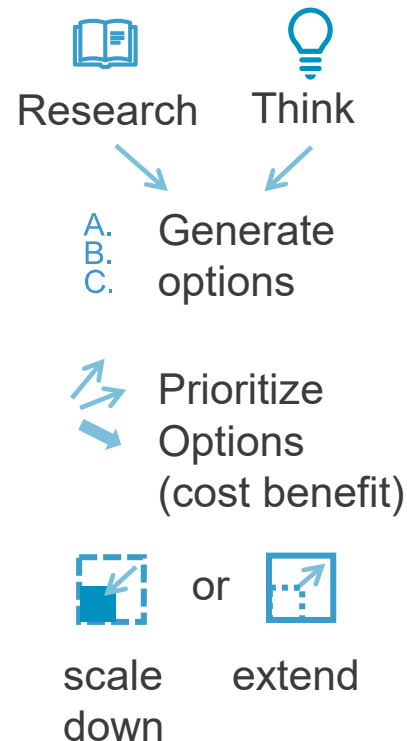 Research
Think
A.
B.
C.
Generate
options
Prioritize
Options
(cost benefit)
or
scale
down
extend